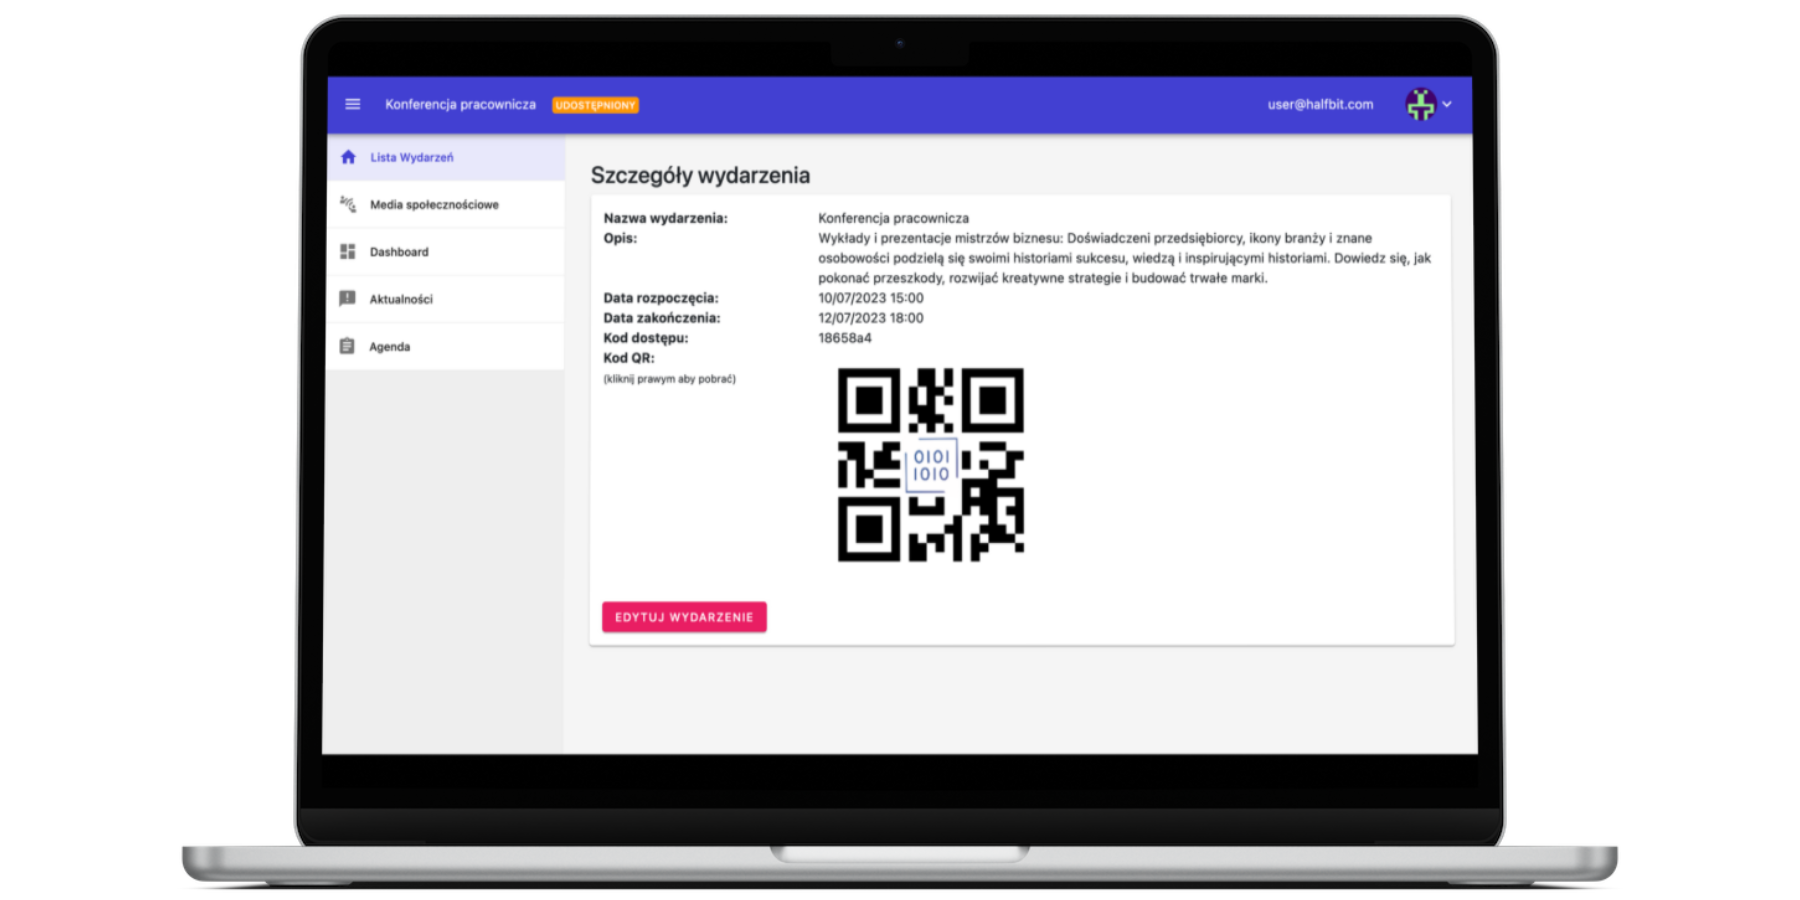 Konferencja pracownicza UDOSTĘPNIONY user@halfbit.com
Lista Wydarzeń
Media społecznościowe
Dashboard
Aktualności
Agenda
Szczegóły wydarzenia
Nazwa wydarzenia: Konferencja pracownicza
Opis: Wykłady i prezentacje mistrzów biznesu: Doświadczeni przedsiębiorcy, ikony branży i znane
osobowości podzielą się swoimi historiami sukcesu, wiedzą i inspirującymi historiami. Dowiedz się, jak
pokonać przeszkody, rozwijać kreatywne strategie i budować trwałe marki.
Data rozpoczęcia: 10/07/2023 15:00
Data zakończenia: 12/07/2023 18:00
Kod dostępu: 18658a4
Kod QR:
(kliknij prawym aby pobrać)
0101
1010
EDYTUJ WYDARZENIE